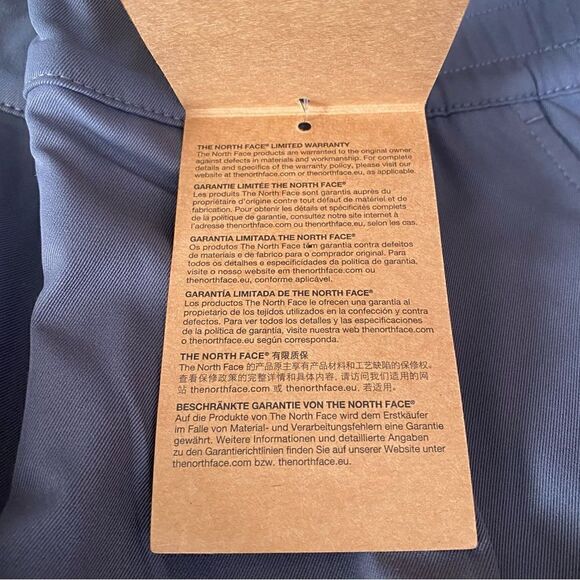 THE NORTH FACE® LIMITED WARRANTY
The North Face products are warranted to the original owner
against defects in materials and workmanship. For complete
details and specifics of the warranty policy, please visit our
website at thenorthface.com or thenorthface.eu, as applicable.
GARANTIE LIMITÉE THE NORTH FACE®
Les produits The North Face sont garantis auprès du
propriétaire d'origine contre tout défaut de matériel et de
fabrication. Pour obtenir les détails et spécificités complets
de la politique de garantie, consultez notre site internet à
l'adresse thenorthface.com ou thenorthface.eu, selon les cas.
GARANTIA LIMITADA THE NORTH FACE®
Os produtos The North Face têm garantia contra defeitos
de materiais e de fabrico para o comprador original. Para
todos os detalhes e especificidades da política de garantia,
visite o nosso website em thenorthface.com ou
thenorthface.eu, conforme aplicável.
GARANTÍA LIMITADA DE THE NORTH FACE®
Los productos The North Face le ofrecen una garantía al
propietario de los tejidos utilizados en la confección y contra
defectos. Para ver todos los detalles y las especificaciones
de la política de garantía, visite nuestra web thenorthface.com
o thenorthface.eu según corresponda.
THE NORTH FACE® 有限质保
The North Face 的产品原主享有产品材料和工艺缺陷的保修权。
查看保修政策的完整详情和具体内容, 请访问我们适用的网
站 thenorthface.com 或 thenorthface.eu, 若适用。
BESCHRÄNKTE GARANTIE VON THE NORTH FACE®
Auf die Produkte von The North Face wird dem Erstkäufer
im Falle von Material- und Verarbeitungsfehlern eine Garantie
gewährt. Weitere Informationen und detaillierte Angaben
zu den Garantierichtlinien finden Sie auf unserer Website unter
thenorthface.com bzw. thenorthface.eu.